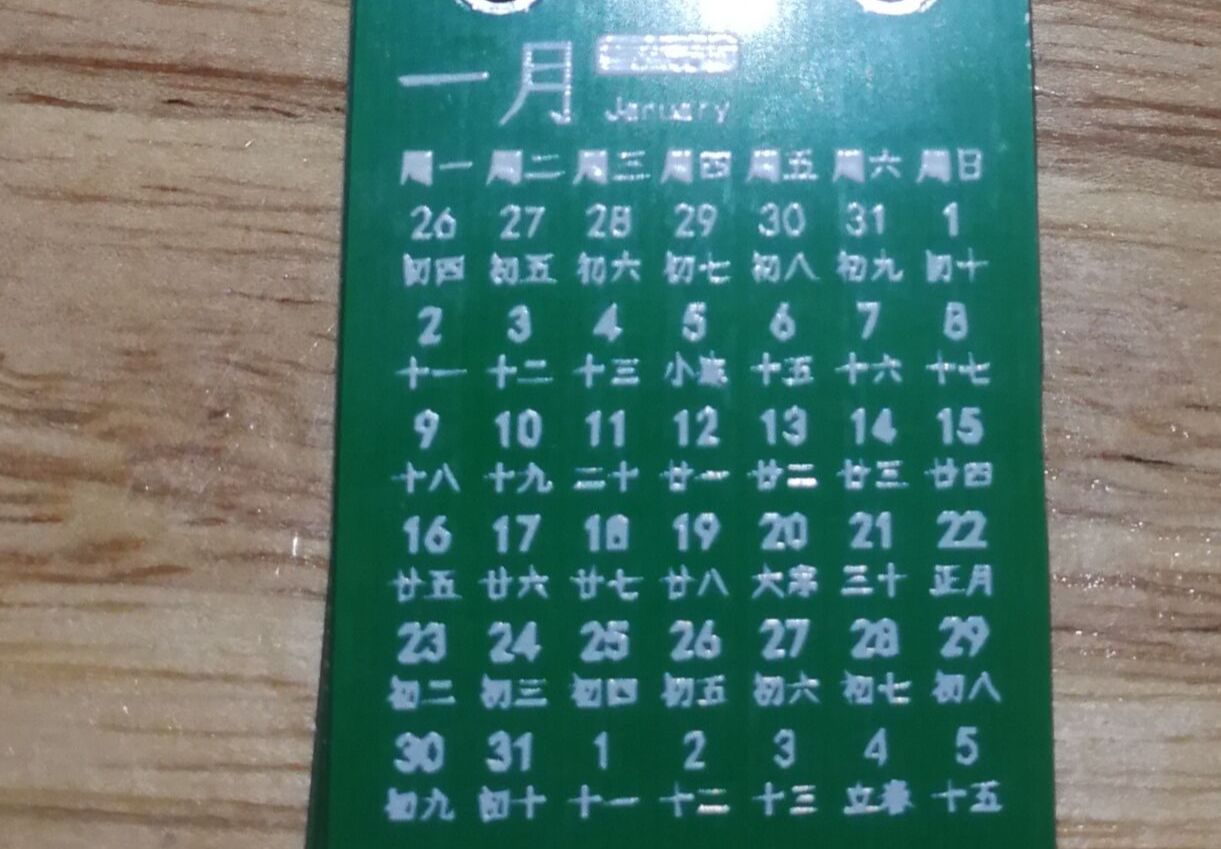 一月
January
周一 周二 周三 周四 周五 周六 周日
26 27 28 29 30 31 1
初四 初五 初六 初七 初八 初九 初十
2 3 4 5 6 7 8
十一 十二 十三 小寒 十五 十六 十七
9 10 11 12 13 14 15
十八 十九 二十 廿一 廿二 廿三 廿四
16 17 18 19 20 21 22
廿五 廿六 廿七 廿八 大寒 三十 正月
23 24 25 26 27 28 29
初二 初三 初四 初五 初六 初七 初八
30 31 1 2 3 4 5
初九 初十 十一 十二 十三 立春 十五